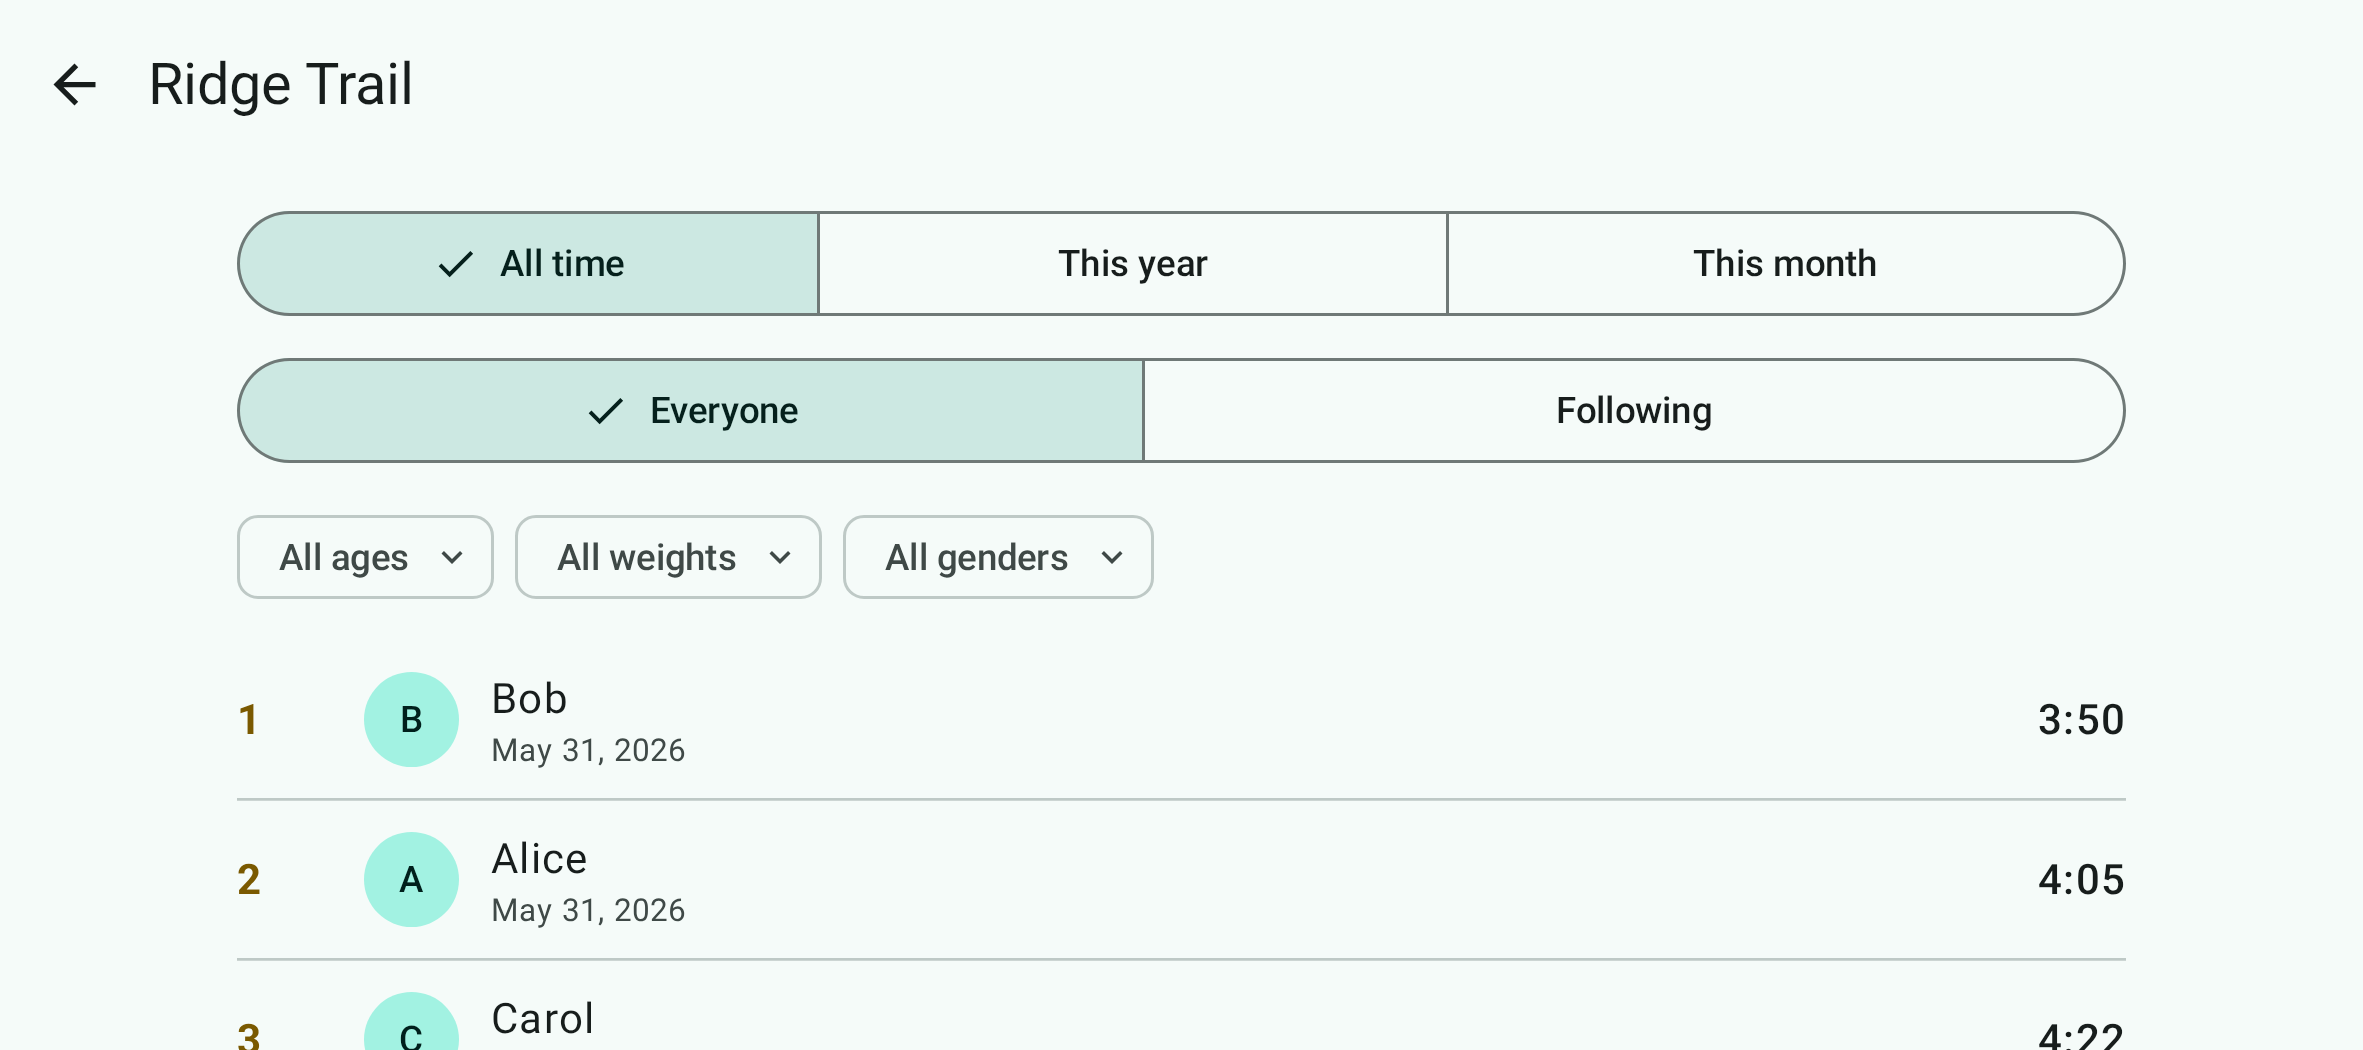 Ridge Trail
All time
This year
This month
Everyone
Following
All ages
All weights
All genders
1
B
Bob
May 31, 2026
3:50
2
A
Alice
May 31, 2026
4:05
3
C
Carol
4:22